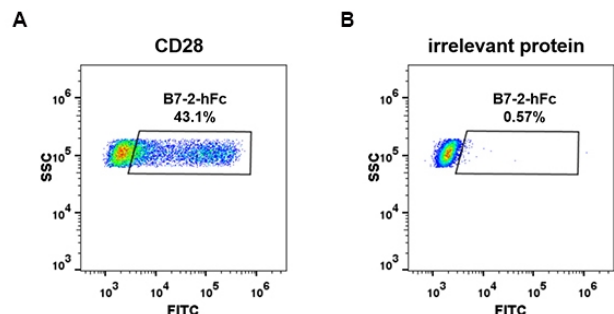 A
CD28
B7-2-hFc
43.1%
SSC
10⁶
10⁵
10⁴
10³
10³ 10⁴ 10⁵ 10⁶
FITC
B
irrelevant protein
B7-2-hFc
0.57%
SSC
10⁶
10⁵
10⁴
10³
10³ 10⁴ 10⁵ 10⁶
FITC